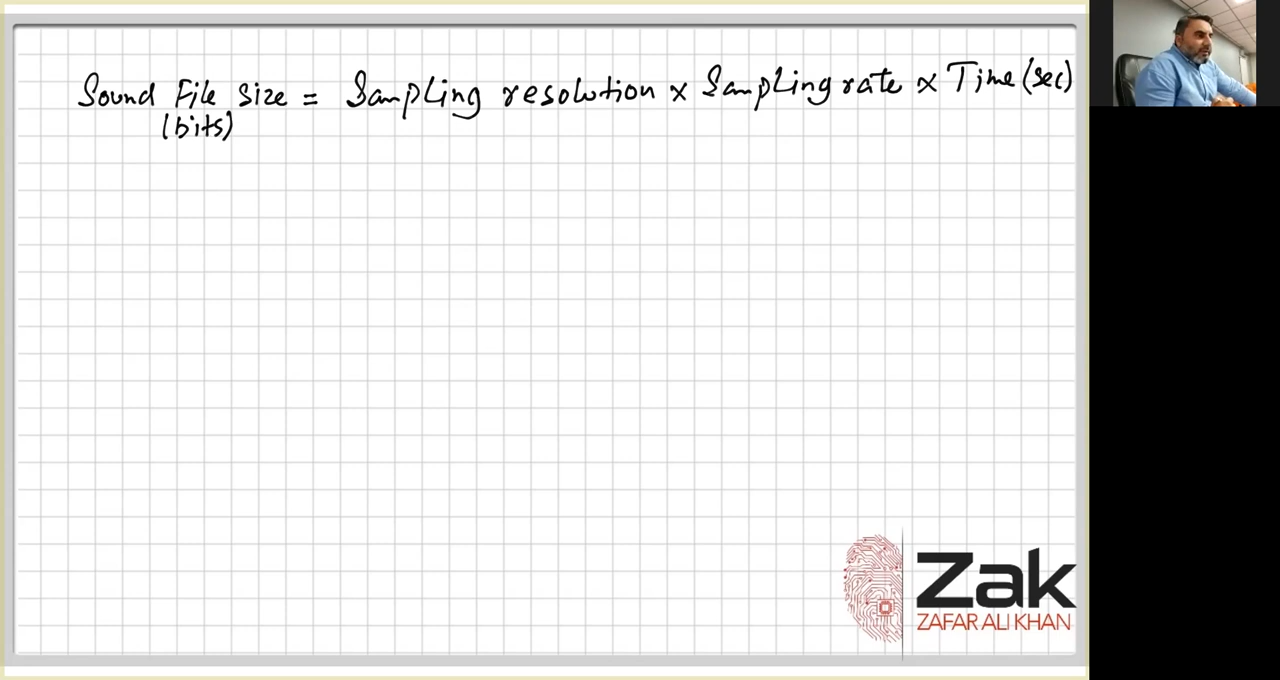 Sound File size = Sampling resolution × Sampling rate × Time (sec)
(bits)
Zak
ZAFAR ALI KHAN